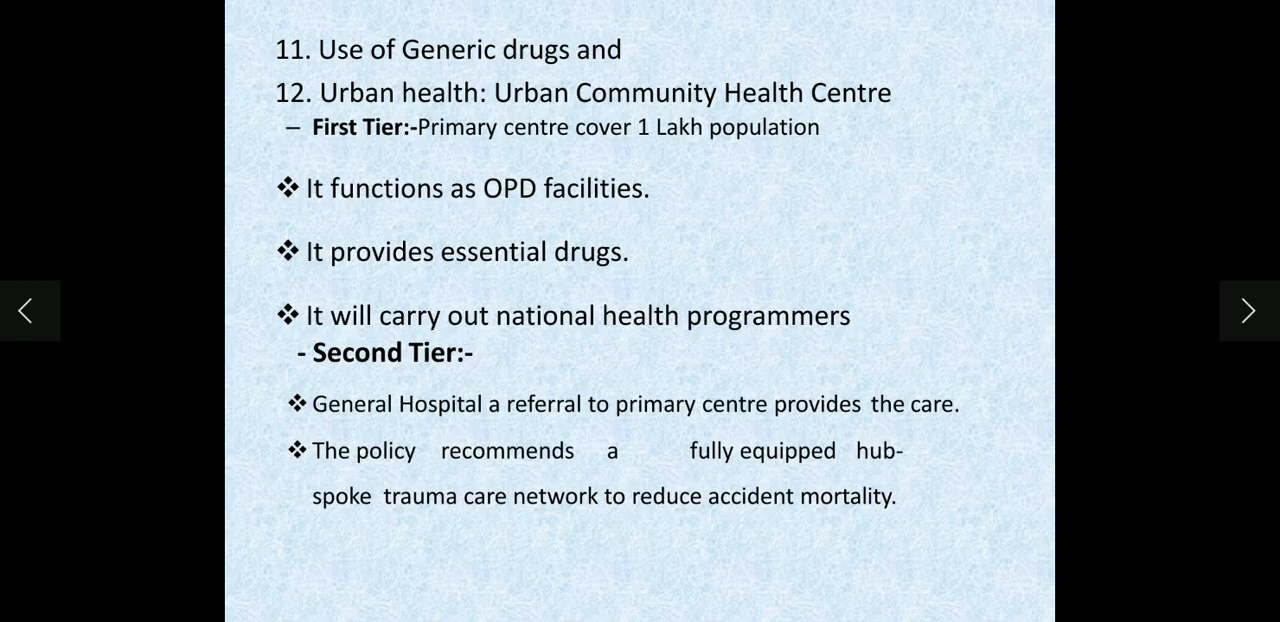 11. Use of Generic drugs and
12. Urban health: Urban Community Health Centre
– First Tier:-Primary centre cover 1 Lakh population
❖ It functions as OPD facilities.
❖ It provides essential drugs.
❖ It will carry out national health programmers
- Second Tier:-
❖ General Hospital a referral to primary centre provides the care.
❖ The policy recommends a fully equipped hub-
spoke trauma care network to reduce accident mortality.